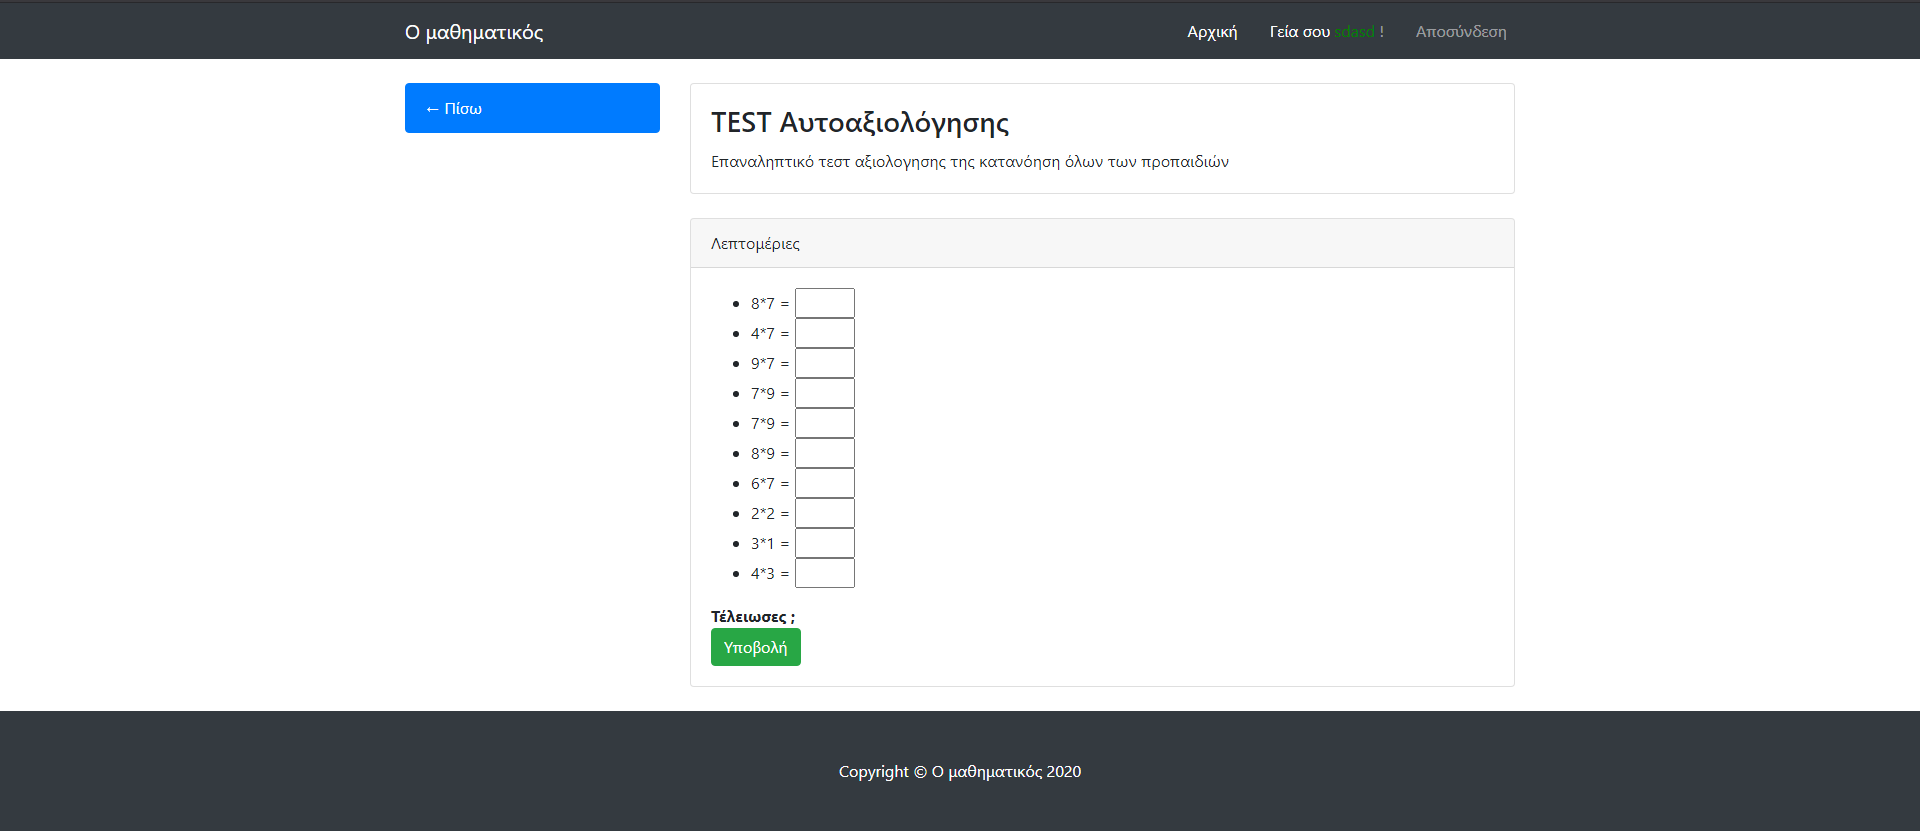 Ο μαθηματικός
Αρχική Γεία σου sdasd ! Αποσύνδεση
← Πίσω
TEST Αυτοαξιολόγησης
Επαναληπτικό τεστ αξιολογησης της κατανόηση όλων των προπαιδιών
Λεπτομέριες
8*7 =
4*7 =
9*7 =
7*9 =
7*9 =
8*9 =
6*7 =
2*2 =
3*1 =
4*3 =
Τέλειωσες ;
Υποβολή
Copyright © Ο μαθηματικός 2020